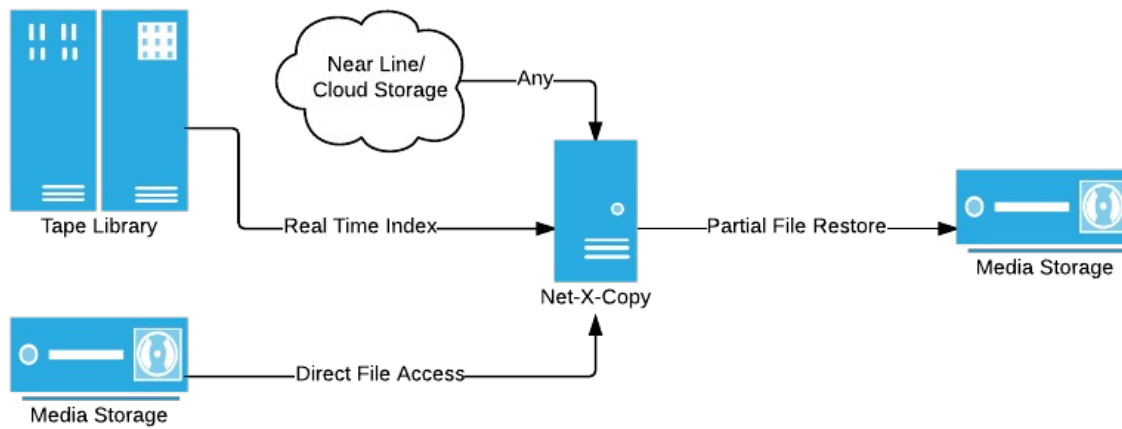 Near Line/
Cloud Storage
Any
Tape Library
Real Time Index
Partial File Restore
Media Storage
Net-X-Copy
Direct File Access
Media Storage